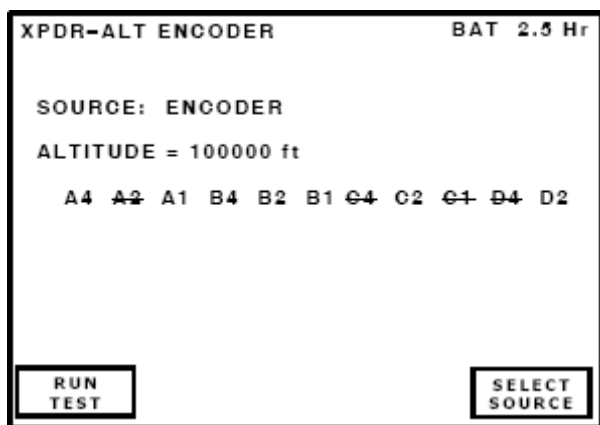 XPDR-ALT ENCODER BAT 2.5 Hr
SOURCE: ENCODER
ALTITUDE = 100000 ft
A4 A2 A1 B4 B2 B1 C4 C2 C1 D4 D2
RUN
TEST
SELECT
SOURCE